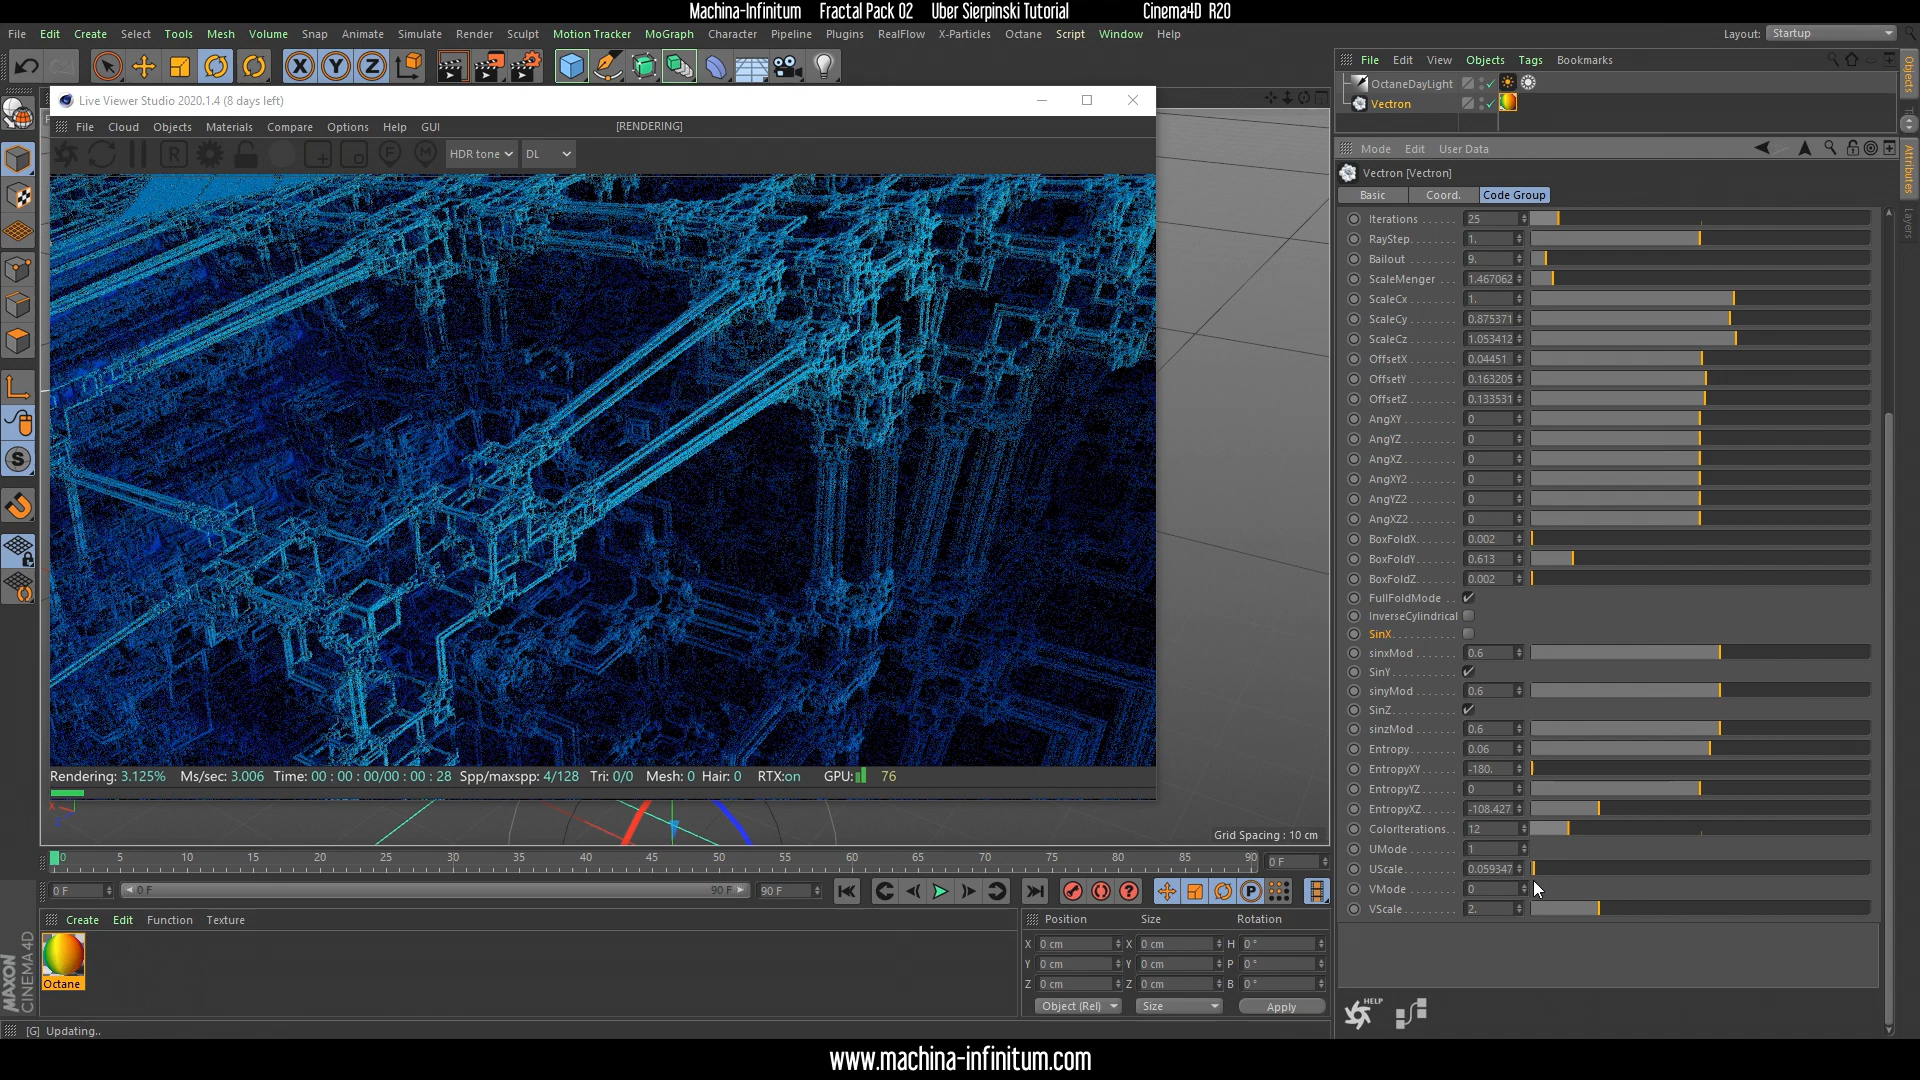 Machina-Infinitum Fractal Pack 02 Uber Sierpinski Tutorial Cinema4D R20
File Edit Create Select Tools Mesh Volume Snap Animate Simulate Render Sculpt Motion Tracker MoGraph Character Pipeline Plugins RealFlow X-Particles Octane Script Window Help
Layout: Startup
File Edit View Objects Tags Bookmarks
OctaneDayLight
Vectron
Live Viewer Studio 2020.1.4 (8 days left)
File Cloud Objects Materials Compare Options Help GUI [RENDERING]
HDR tone DL
Mode Edit User Data
Vectron [Vectron]
Basic Coord. Code Group
Iterations 25
RayStep 1.
Bailout 9.
ScaleMenger 1.467062
ScaleCx 1.
ScaleCy 0.875371
ScaleCz 1.053412
OffsetX 0.04451
OffsetY 0.163205
OffsetZ 0.133531
AngXY 0
AngYZ 0
AngXZ 0
AngXY2 0
AngYZ2 0
AngXZ2 0
BoxFoldX 0.002
BoxFoldY 0.613
BoxFoldZ 0.002
FullFoldMode
InverseCylindrical
SinX
sinxMod 0.6
SinY
sinyMod 0.6
SinZ
sinzMod 0.6
Entropy 0.06
EntropyXY -180.
EntropyYZ 0
EntropyXZ -108.427
ColorIterations 12
UMode 1
UScale 0.059347
VMode 0
VScale 2.
HELP
Objects
Attributes
Layers
Rendering: 3.125% Ms/sec: 3.006 Time: 00 : 00 : 00/00 : 00 : 28 Spp/maxspp: 4/128 Tri: 0/0 Mesh: 0 Hair: 0 RTX:on GPU: 76
Grid Spacing : 10 cm
0 5 10 15 20 25 30 35 40 45 50 55 60 65 70 75 80 85 90 0 F
0 F 0 F 90 F 90 F
Create Edit Function Texture
Octane
Position Size Rotation
X 0 cm X 0 cm H 0 °
Y 0 cm Y 0 cm P 0 °
Z 0 cm Z 0 cm B 0 °
Object (Rel) Size Apply
MAXON CINEMA 4D
[G] Updating..
www.machina-infinitum.com